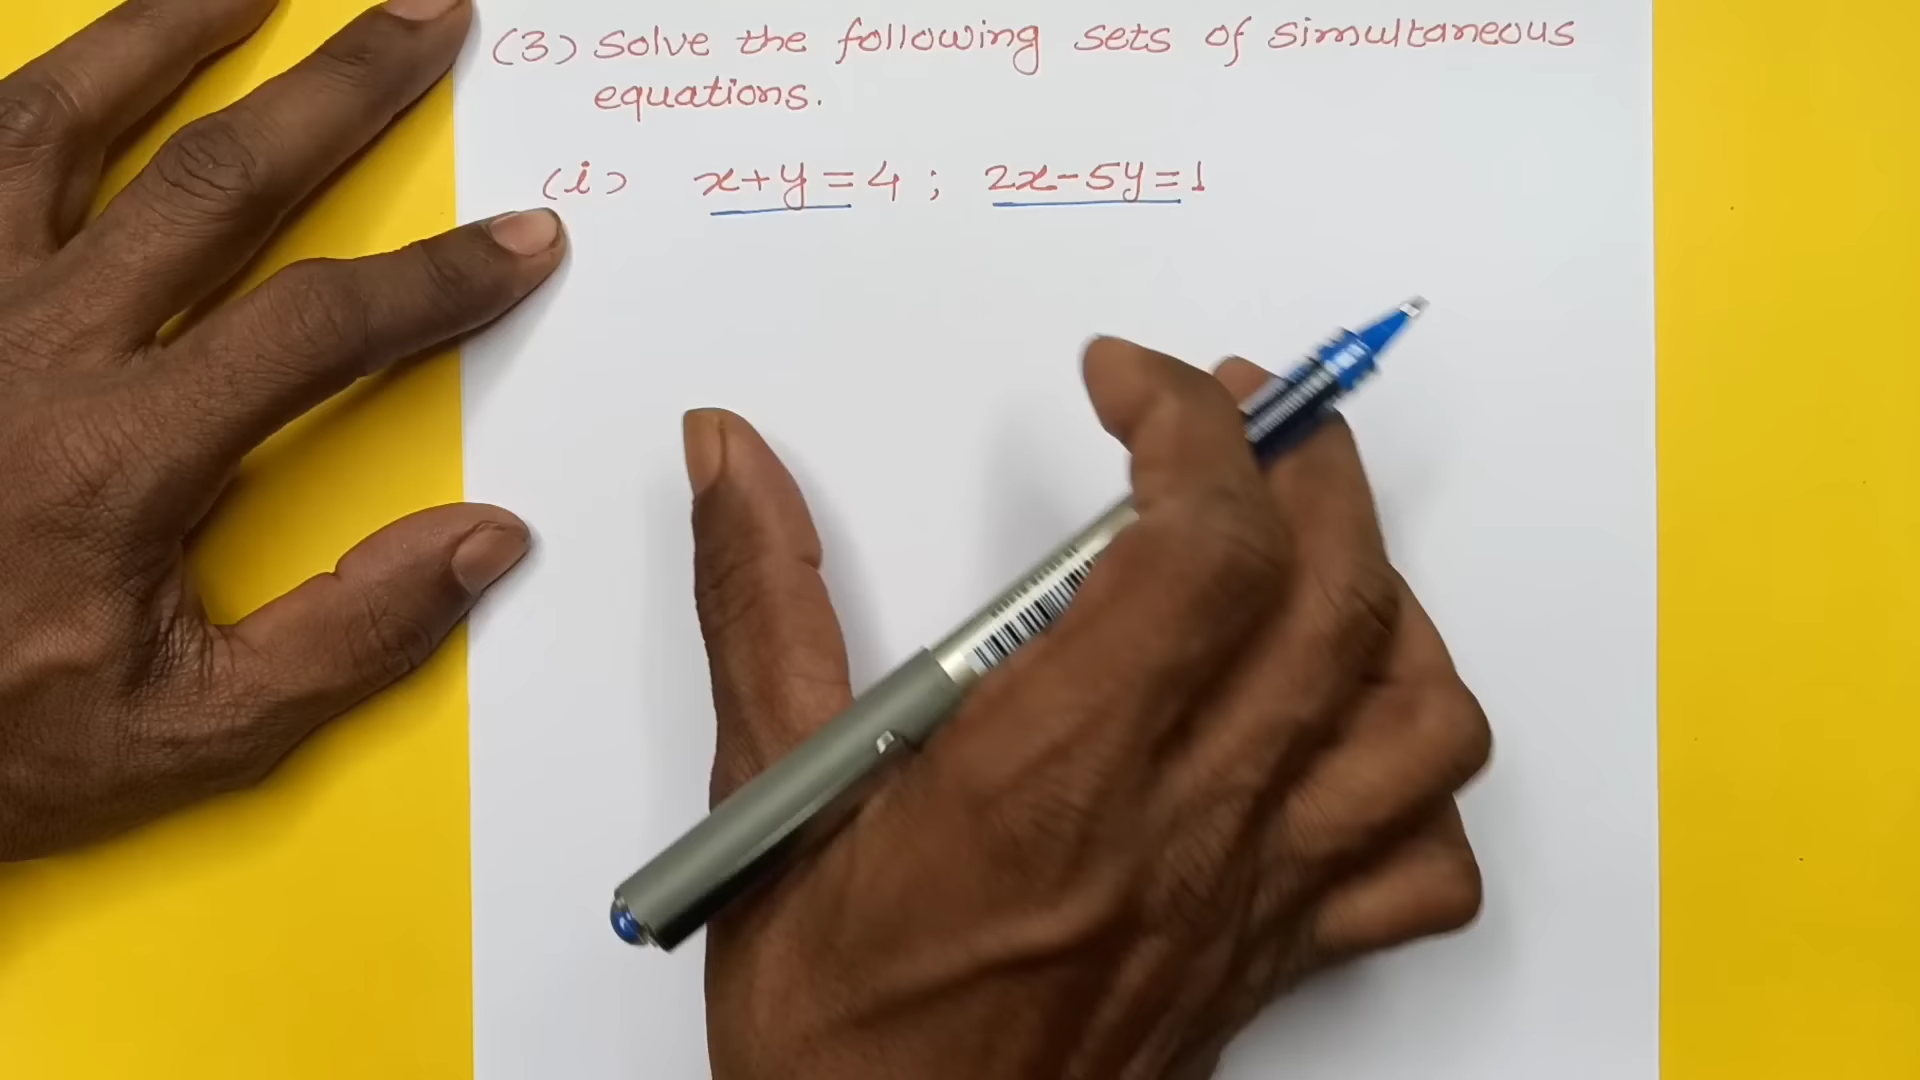 (3) Solve the following sets of simultaneous
equations.
(i) x+y=4; 2x-5y=1